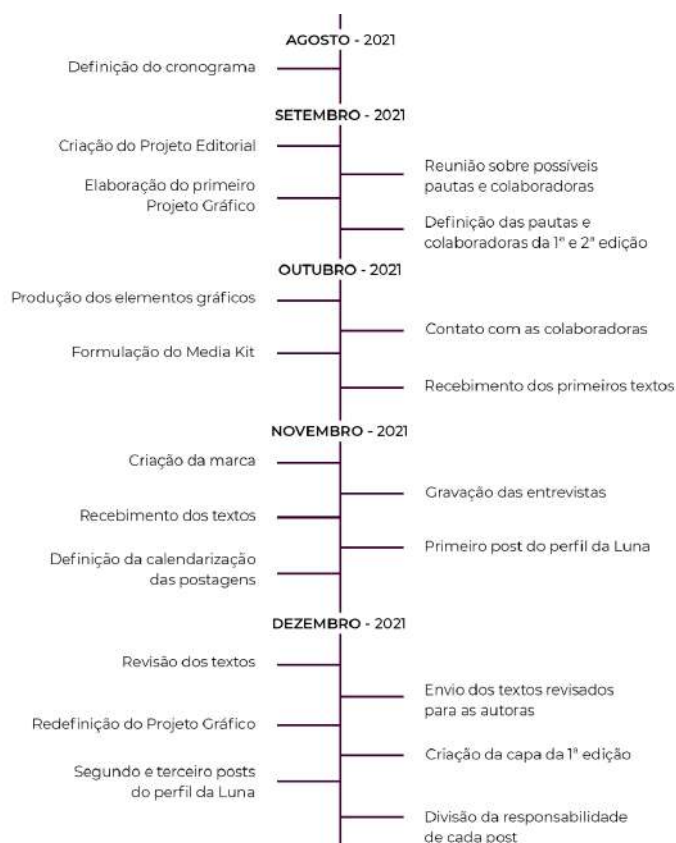 AGOSTO - 2021
Definição do cronograma
SETEMBRO - 2021
Criação do Projeto Editorial
Reunião sobre possíveis
pautas e colaboradoras
Elaboração do primeiro
Projeto Gráfico
Definição das pautas e
colaboradoras da 1ª e 2ª edição
OUTUBRO - 2021
Produção dos elementos gráficos
Contato com as colaboradoras
Formulação do Media Kit
Recebimento dos primeiros textos
NOVEMBRO - 2021
Criação da marca
Gravação das entrevistas
Recebimento dos textos
Primeiro post do perfil da Luna
Definição da calendarização
das postagens
DEZEMBRO - 2021
Revisão dos textos
Envio dos textos revisados
para as autoras
Redefinição do Projeto Gráfico
Criação da capa da 1ª edição
Segundo e terceiro posts
do perfil da Luna
Divisão da responsabilidade
de cada post